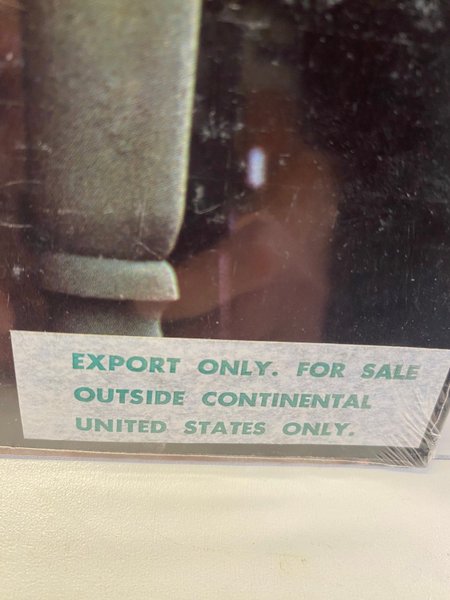 EXPORT ONLY. FOR SALE
OUTSIDE CONTINENTAL
UNITED STATES ONLY.